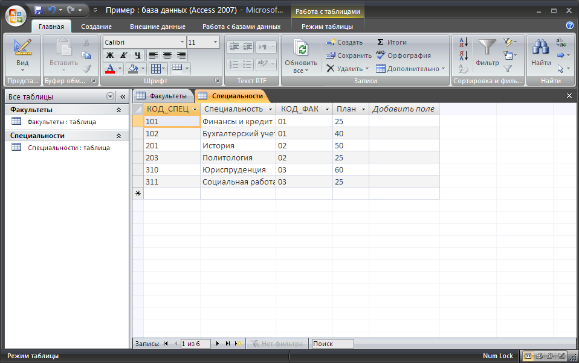 Пример : база данных (Access 2007) - Microsof...
Работа с таблицами
Главная Создание Внешние данные Работа с базами данных Режим таблицы
Вид
Вставить
Calibri 11
Обновить все
Создать
Сохранить
Удалить
Итоги
Орфография
Дополнительно
Фильтр
Найти
Предста... Буфер обм... Шрифт Текст RTF Записи Сортировка и филь... Найти
Все таблицы
Факультеты
Факультеты : таблица
Специальности
Специальности : таблица
Факультеты Специальности
КОД_СПЕЦ Специальность КОД_ФАК План Добавить поле
101 Финансы и кредит 01 25
102 Бухгалтерский учет 01 40
201 История 02 50
203 Политология 02 25
310 Юриспруденция 03 60
311 Социальная работа 03 25
Запись: 1 из 6 Нет фильтра Поиск
Режим таблицы Num Lock